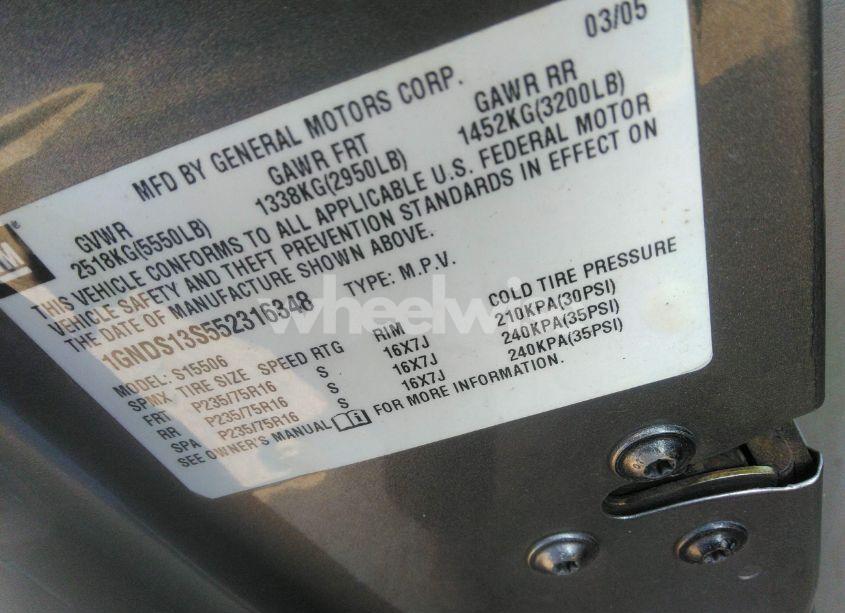 03/05
MFD BY GENERAL MOTORS CORP.
GVWR GAWR FRT GAWR RR
2518KG(5550LB) 1338KG(2950LB) 1452KG(3200LB)
THIS VEHICLE CONFORMS TO ALL APPLICABLE U.S. FEDERAL MOTOR
VEHICLE SAFETY AND THEFT PREVENTION STANDARDS IN EFFECT ON
THE DATE OF MANUFACTURE SHOWN ABOVE.
1GNDS13S552316348 TYPE: M.P.V.
MODEL: S15506
SPMX TIRE SIZE SPEED RTG RIM COLD TIRE PRESSURE
FRT P235/75R16 S 16X7J 210KPA(30PSI)
RR P235/75R16 S 16X7J 240KPA(35PSI)
SPA P235/75R16 S 16X7J 240KPA(35PSI)
SEE OWNER'S MANUAL FOR MORE INFORMATION.